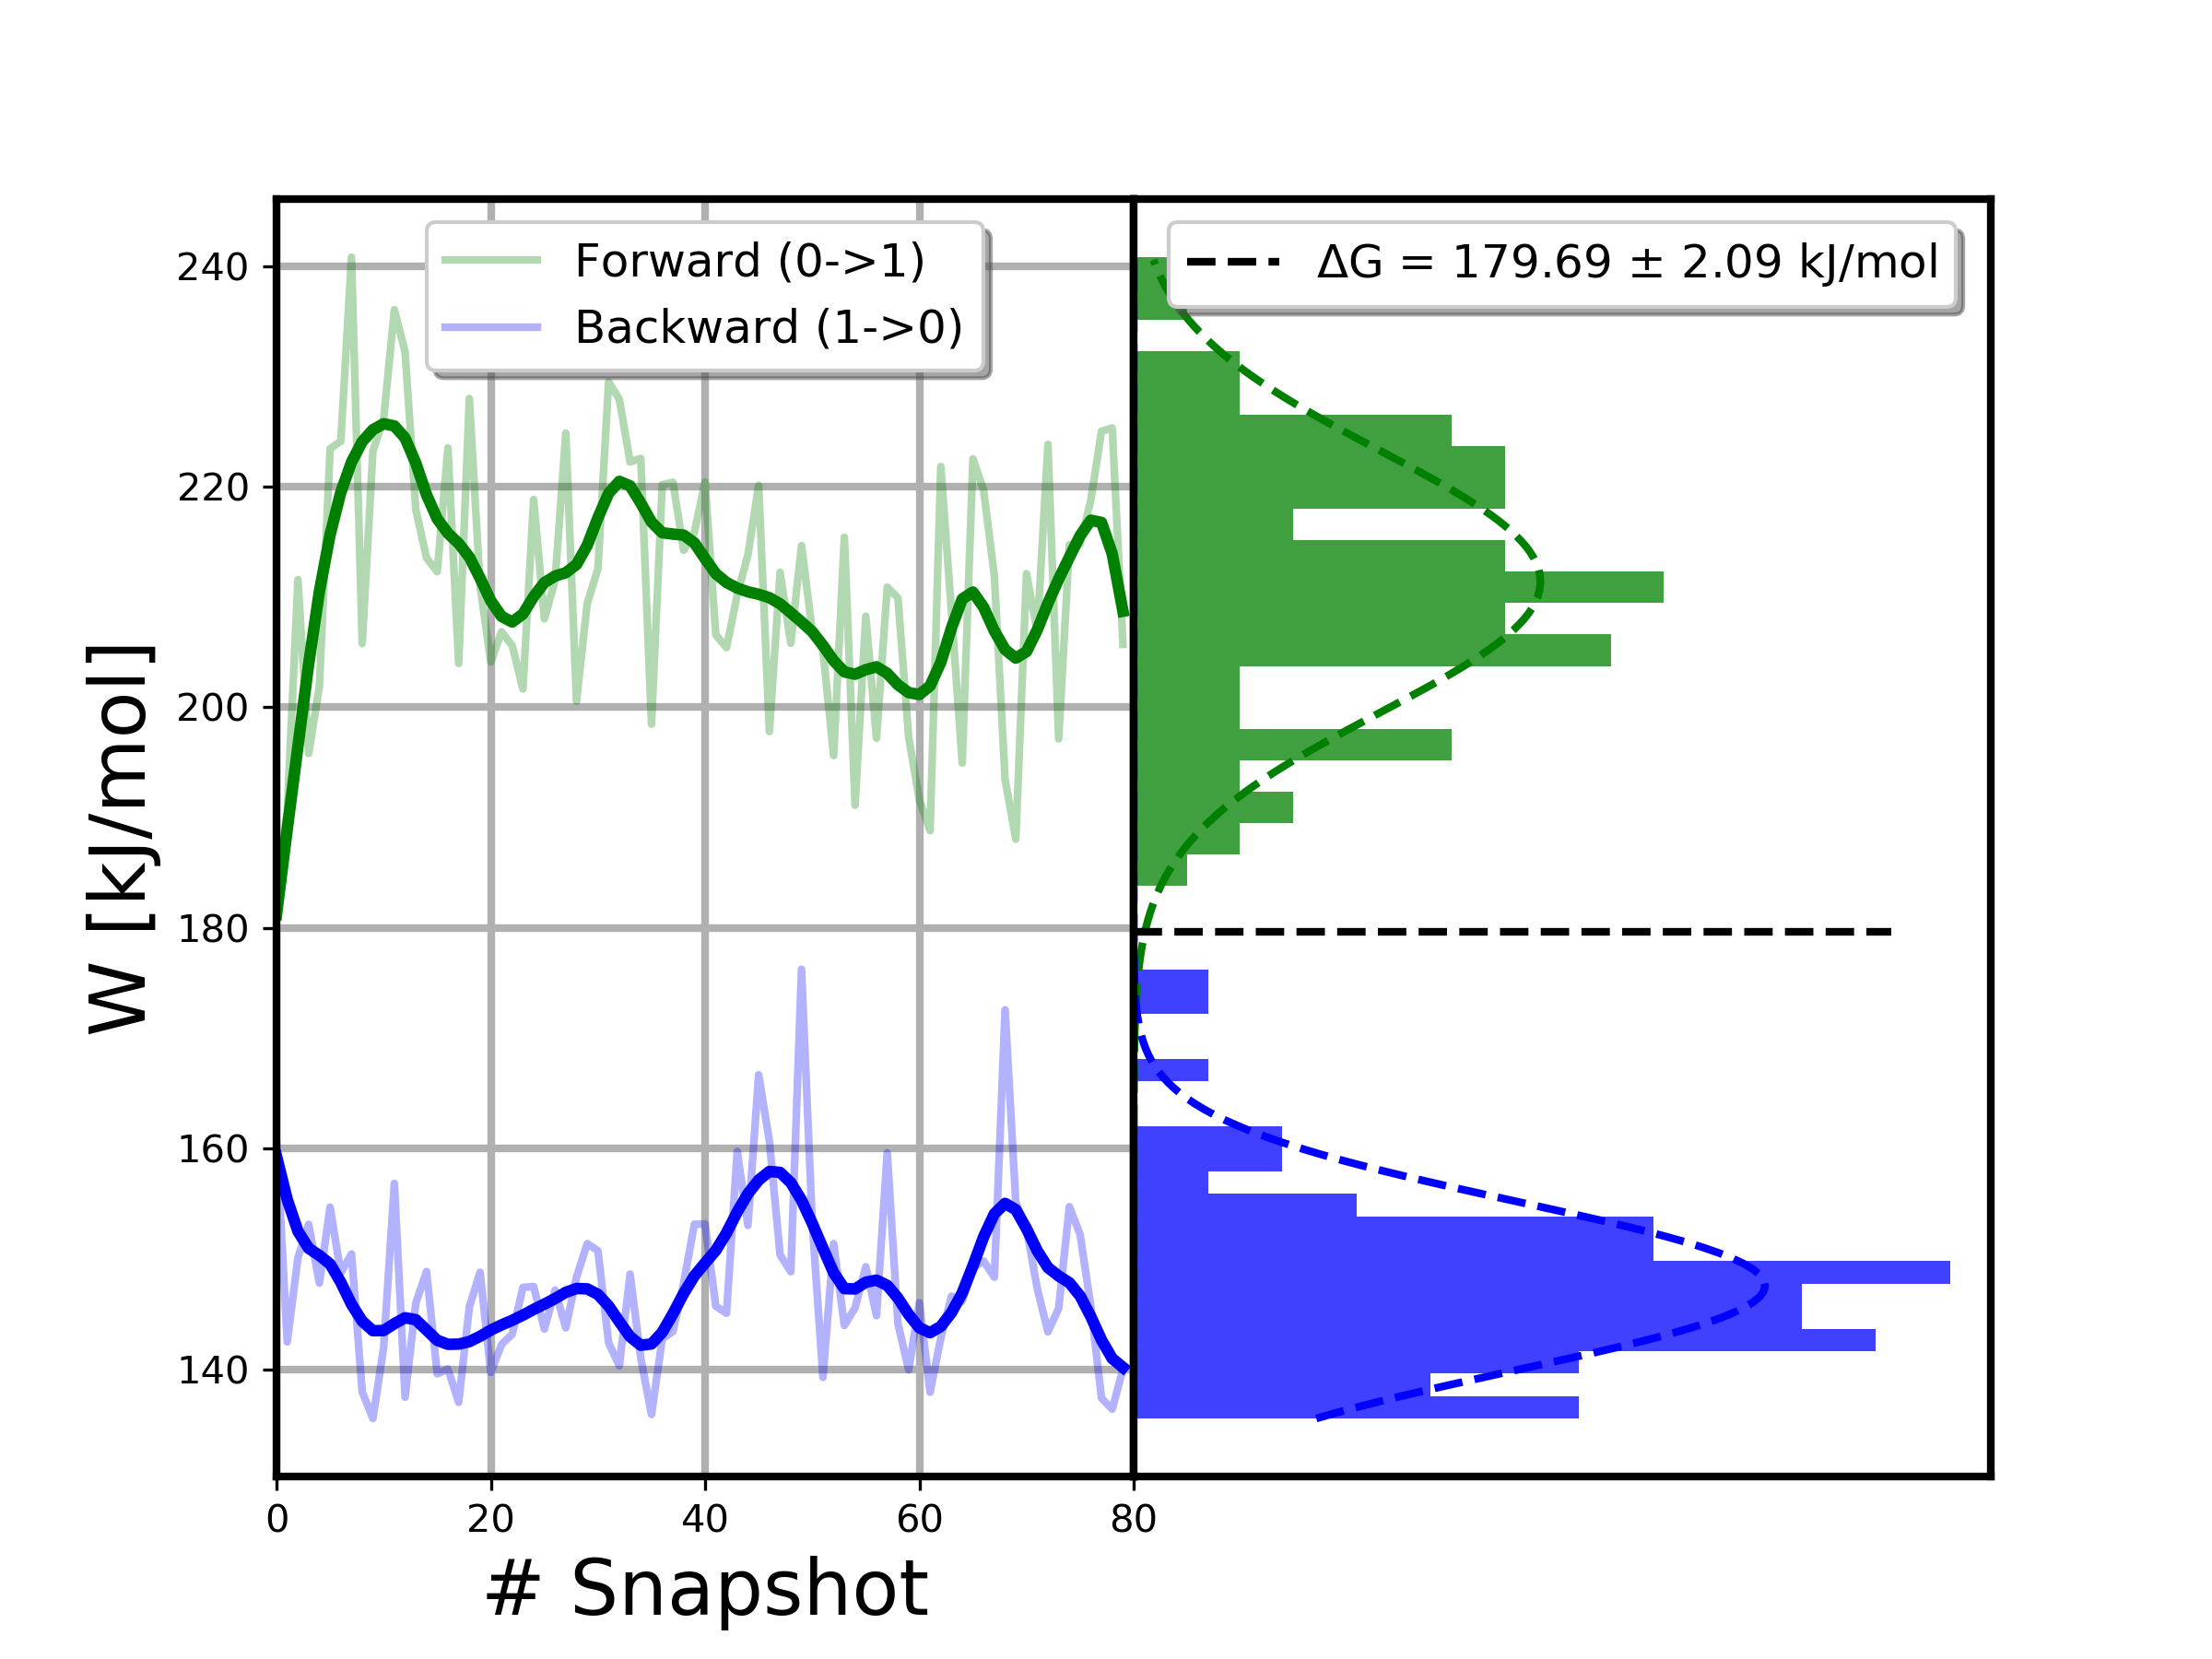 Forward (0->1)
Backward (1->0)
ΔG = 179.69 ± 2.09 kJ/mol
W [kJ/mol]
240
220
200
180
160
140
0 20 40 60 80
# Snapshot